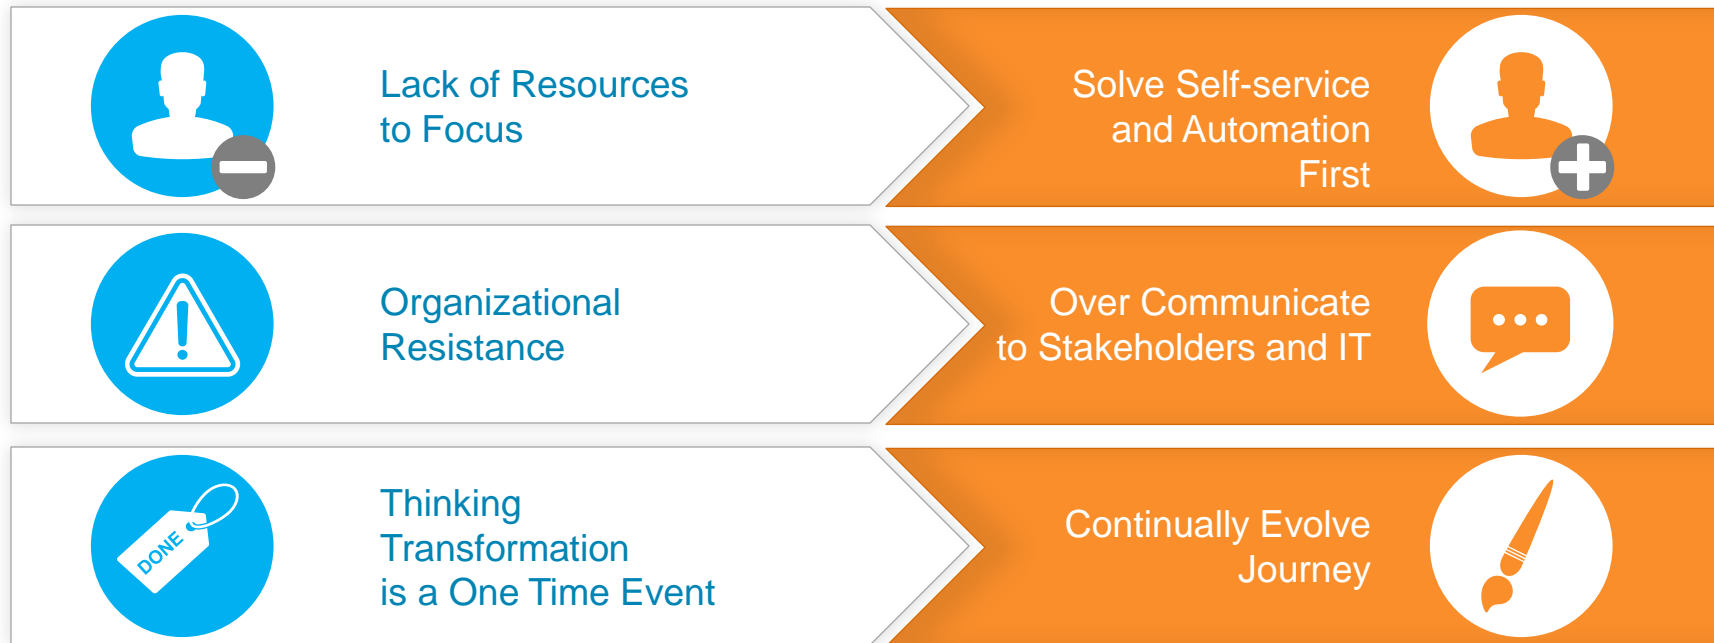 Lack of Resources
to Focus
Solve Self-service
and Automation
First
Organizational
Resistance
Over Communicate
to Stakeholders and IT
DONE
Thinking
Transformation
is a One Time Event
Continually Evolve
Journey